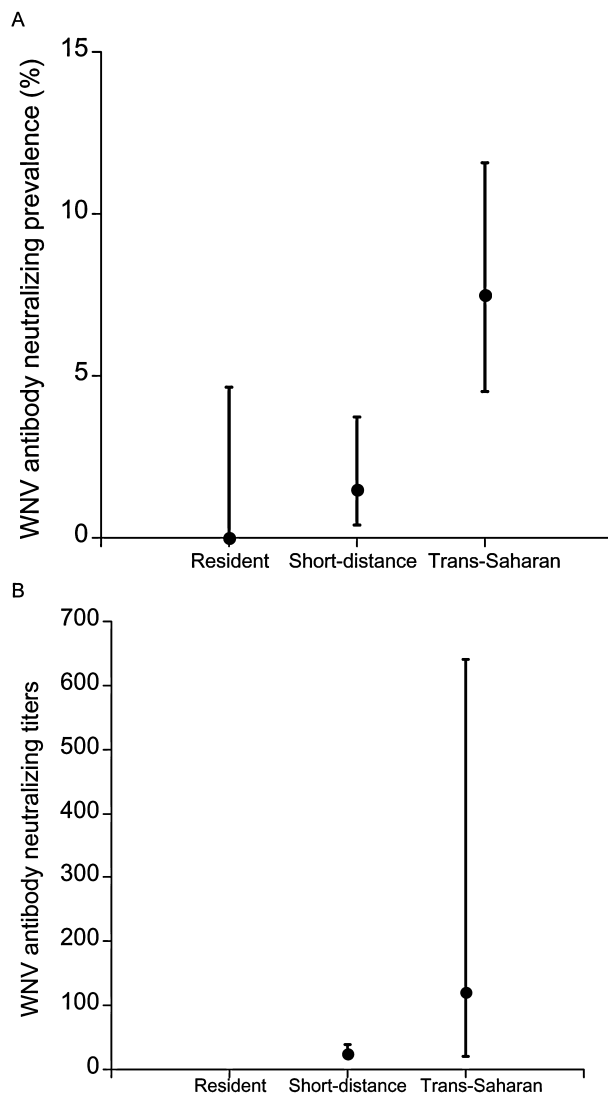 A
WNV antibody neutralizing prevalence (%)
15
10
5
0
Resident Short-distance Trans-Saharan
B
WNV antibody neutralizing titers
700
600
500
400
300
200
100
0
Resident Short-distance Trans-Saharan